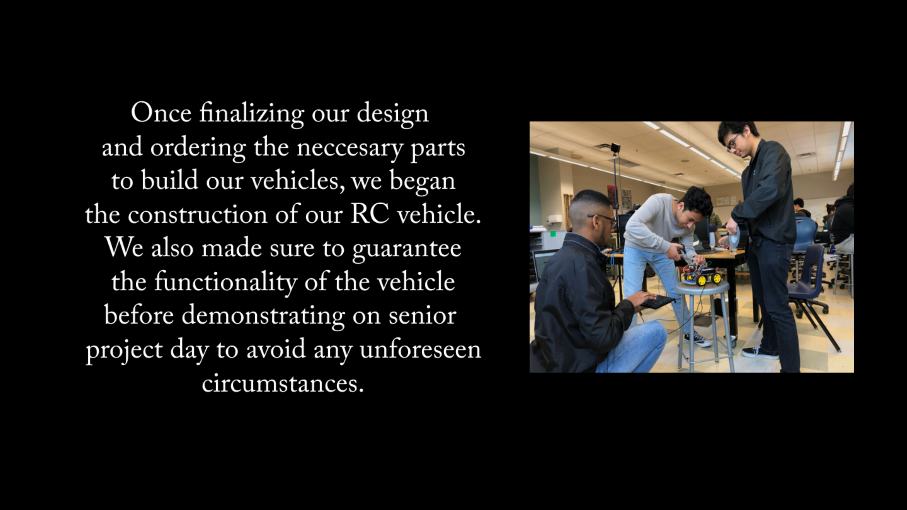 Once finalizing our design
and ordering the neccesary parts
to build our vehicles, we began
the construction of our RC vehicle.
We also made sure to guarantee
the functionality of the vehicle
before demonstrating on senior
project day to avoid any unforeseen
circumstances.